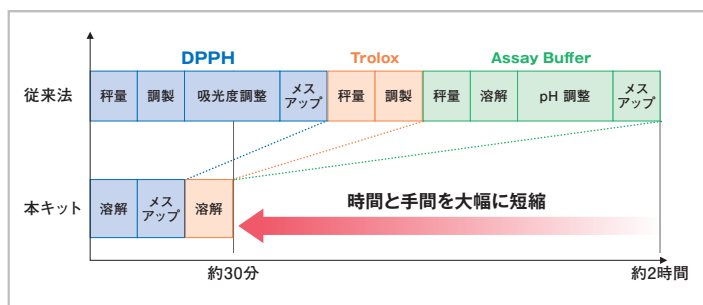 DPPH Trolox Assay Buffer
従来法 秤量 調製 吸光度調整 メス
アップ 秤量 調製 秤量 溶解 pH 調整 メス
アップ
本キット 溶解 メス
アップ 溶解
時間と手間を大幅に短縮
約30分 約2時間